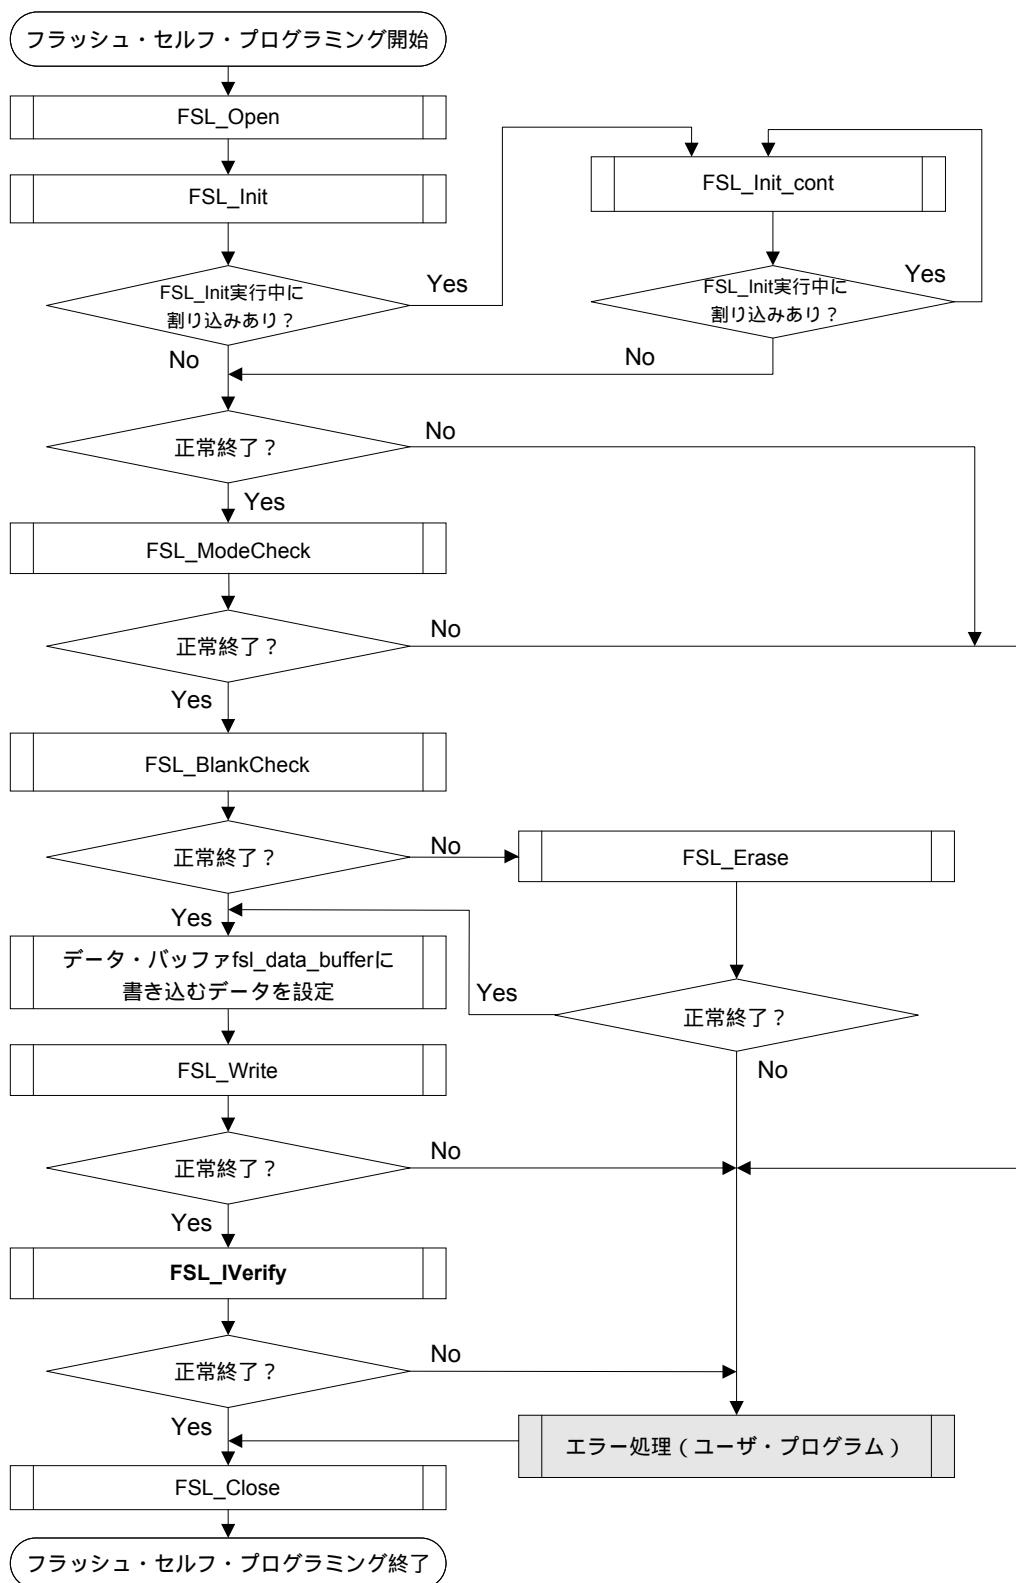 フラッシュ・セルフ・プログラミング開始
FSL_Open
FSL_Init
FSL_Init_cont
FSL_Init実行中に
割り込みあり？
Yes
No
FSL_Init実行中に
割り込みあり？
Yes
No
正常終了？
No
Yes
FSL_ModeCheck
正常終了？
No
Yes
FSL_BlankCheck
正常終了？
No
Yes
FSL_Erase
正常終了？
Yes
No
データ・バッファfsl_data_bufferに
書き込むデータを設定
FSL_Write
正常終了？
No
Yes
FSL_IVerify
正常終了？
No
Yes
エラー処理（ユーザ・プログラム）
FSL_Close
フラッシュ・セルフ・プログラミング終了